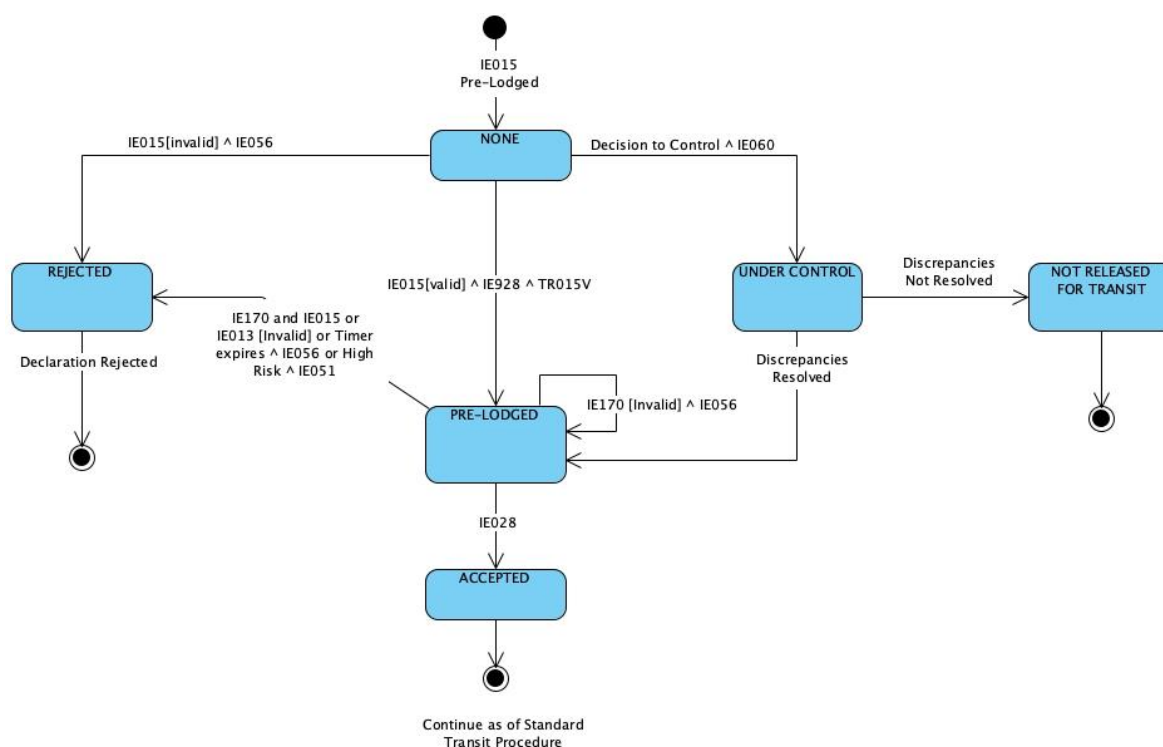 IE015
Pre-Lodged
NONE
IE015[invalid] ^ IE056
Decision to Control ^ IE060
REJECTED
UNDER CONTROL
NOT RELEASED
FOR TRANSIT
Discrepancies
Not Resolved
IE015[valid] ^ IE928 ^ TR015V
IE170 and IE015 or
IE013 [Invalid] or Timer
expires ^ IE056 or High
Risk ^ IE051
Declaration Rejected
Discrepancies
Resolved
PRE-LODGED
IE170 [Invalid] ^ IE056
IE028
ACCEPTED
Continue as of Standard
Transit Procedure